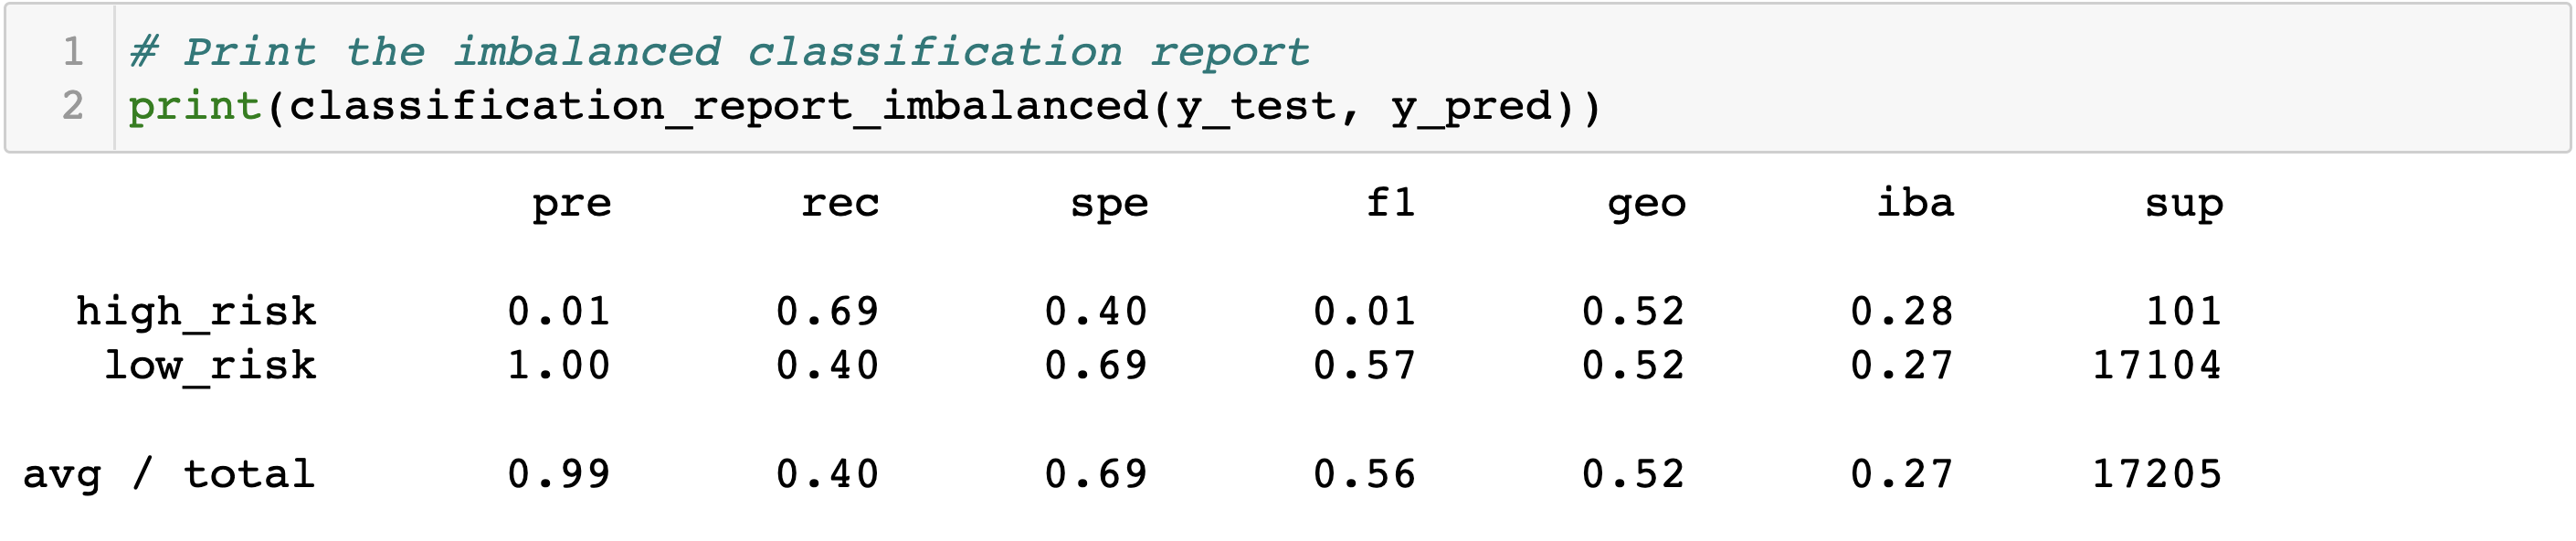 1 # Print the imbalanced classification report
2 print(classification_report_imbalanced(y_test, y_pred))
pre rec spe f1 geo iba sup
high_risk 0.01 0.69 0.40 0.01 0.52 0.28 101
low_risk 1.00 0.40 0.69 0.57 0.52 0.27 17104
avg / total 0.99 0.40 0.69 0.56 0.52 0.27 17205